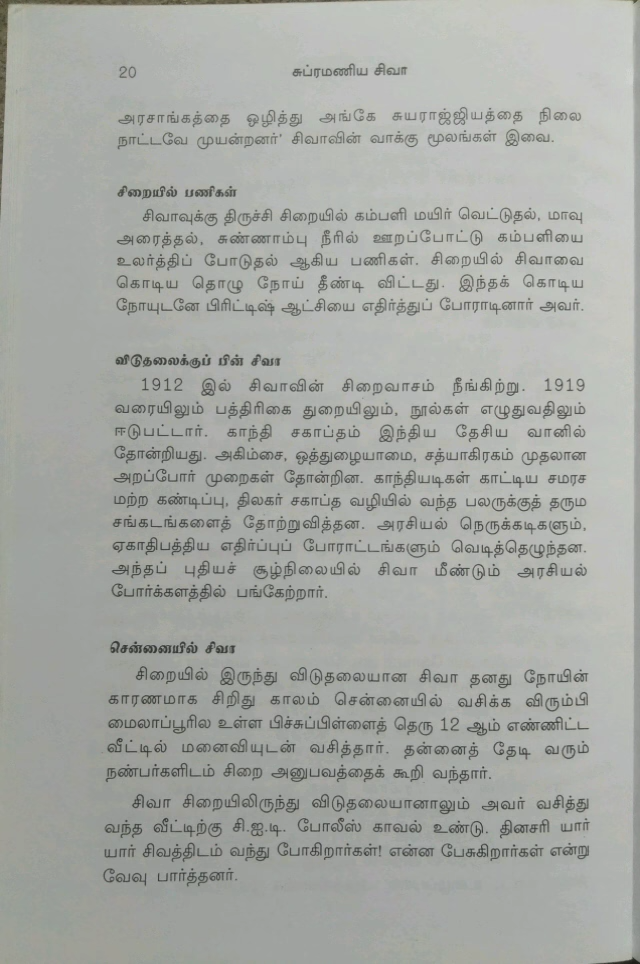 20
சுப்ரமணிய சிவா
அரசாங்கத்தை ஒழித்து அங்கே சுயராஜ்ஜியத்தை நிலை
நாட்டவே முயன்றனர்' சிவாவின் வாக்கு மூலங்கள் இவை.
சிறையில் பணிகள்
சிவாவுக்கு திருச்சி சிறையில் கம்பளி மயிர் வெட்டுதல், மாவு
அரைத்தல், சுண்ணாம்பு நீரில் ஊறப்போட்டு கம்பளியை
உலர்த்திப் போடுதல் ஆகிய பணிகள். சிறையில் சிவாவை
கொடிய தொழு நோய் தீண்டி விட்டது. இந்தக் கொடிய
நோயுடனே பிரிட்டிஷ் ஆட்சியை எதிர்த்துப் போராடினார் அவர்.
விடுதலைக்குப் பின் சிவா
1912 இல் சிவாவின் சிறைவாசம் நீங்கிற்று. 1919
வரையிலும் பத்திரிகை துறையிலும், நூல்கள் எழுதுவதிலும்
ஈடுபட்டார். காந்தி சகாப்தம் இந்திய தேசிய வானில்
தோன்றியது. அகிம்சை, ஒத்துழையாமை, சத்யாகிரகம் முதலான
அறப்போர் முறைகள் தோன்றின. காந்தியடிகள் காட்டிய சமரச
மற்ற கண்டிப்பு, திலகர் சகாப்த வழியில் வந்த பலருக்குத் தரும
சங்கடங்களைத் தோற்றுவித்தன. அரசியல் நெருக்கடிகளும்,
ஏகாதிபத்திய எதிர்ப்புப் போராட்டங்களும் வெடித்தெழுந்தன.
அந்தப் புதியச் சூழ்நிலையில் சிவா மீண்டும் அரசியல்
போர்க்களத்தில் பங்கேற்றார்.
சென்னையில் சிவா
சிறையில் இருந்து விடுதலையான சிவா தனது நோயின்
காரணமாக சிறிது காலம் சென்னையில் வசிக்க விரும்பி
மைலாப்பூரில உள்ள பிச்சுப்பிள்ளைத் தெரு 12 ஆம் எண்ணிட்ட
வீட்டில் மனைவியுடன் வசித்தார். தன்னைத் தேடி வரும்
நண்பர்களிடம் சிறை அனுபவத்தைக் கூறி வந்தார்.
சிவா சிறையிலிருந்து விடுதலையானாலும் அவர் வசித்து
வந்த வீட்டிற்கு சி.ஐ.டி. போலீஸ் காவல் உண்டு. தினசரி யார்
யார் சிவத்திடம் வந்து போகிறார்கள்! என்ன பேசுகிறார்கள் என்று
வேவு பார்த்தனர்.